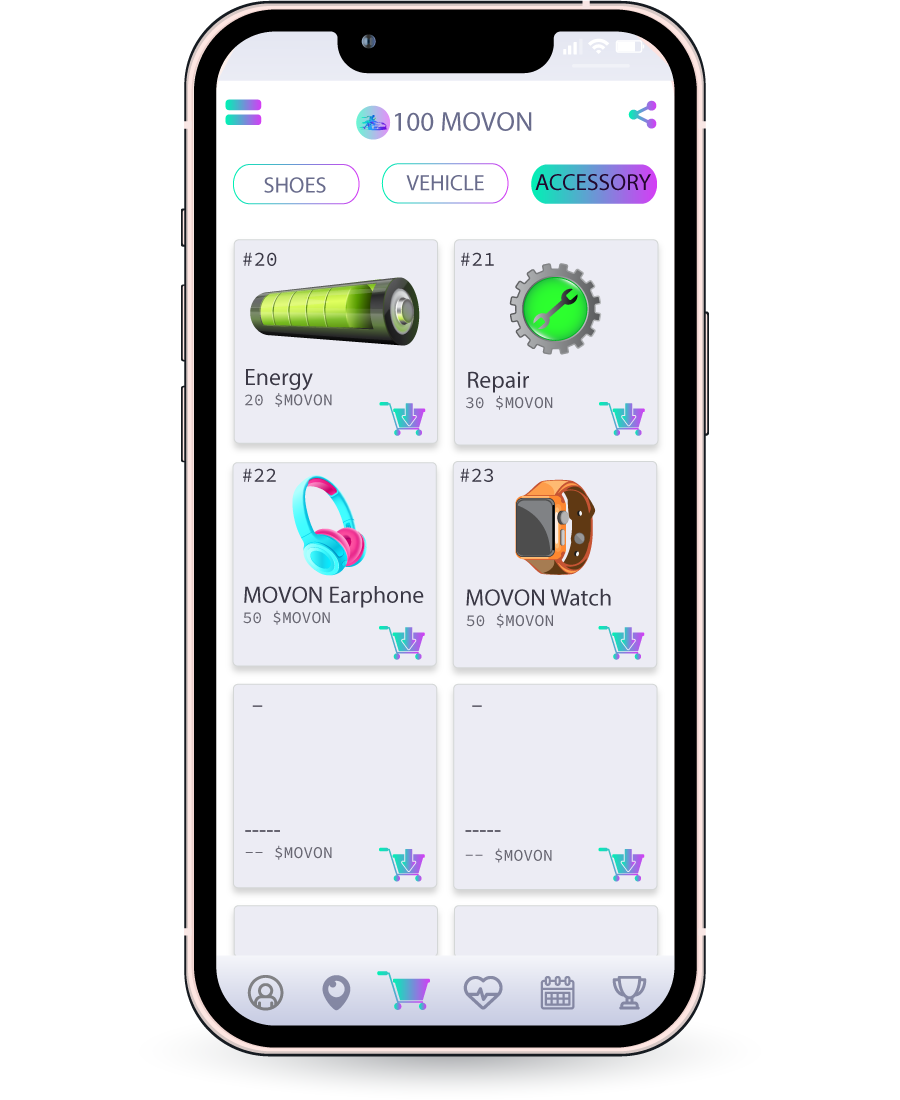 100 MOVON
SHOES
VEHICLE
ACCESSORY
#20
Energy
20 $MOVON
#21
Repair
30 $MOVON
#22
MOVON Earphone
50 $MOVON
#23
MOVON Watch
50 $MOVON
–
-----
-- $MOVON
–
-----
-- $MOVON